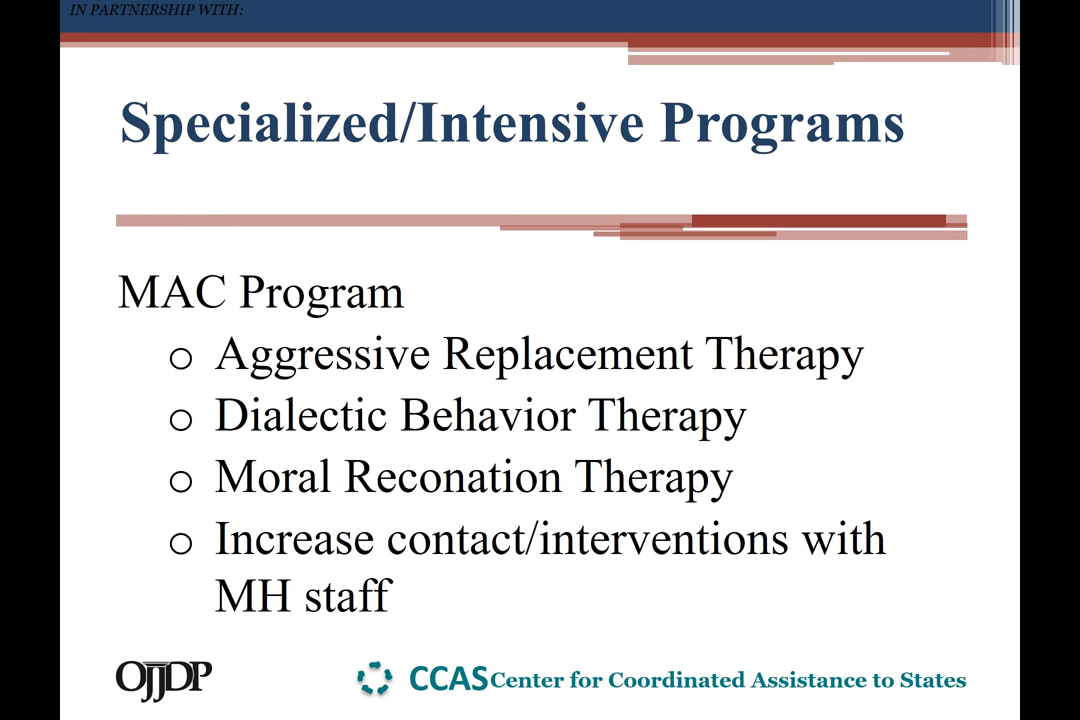 IN PARTNERSHIP WITH:
Specialized/Intensive Programs
MAC Program
o Aggressive Replacement Therapy
o Dialectic Behavior Therapy
o Moral Reconation Therapy
o Increase contact/interventions with
MH staff
OJJDP
CCAS Center for Coordinated Assistance to States